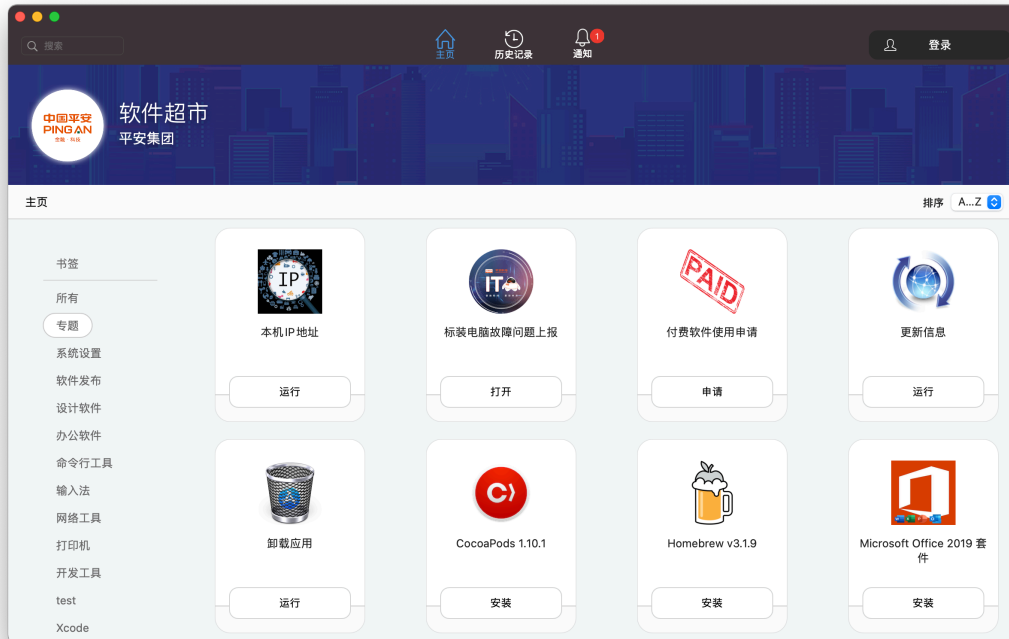 搜索
主页
历史记录
1
通知
登录
中国平安
PING AN
金融·科技
软件超市
平安集团
主页
排序
A...Z
书签
所有
专题
系统设置
软件发布
设计软件
办公软件
命令行工具
输入法
网络工具
打印机
开发工具
test
Xcode
IP
本机IP地址
运行
IT
标装电脑故障问题上报
打开
PAID
付费软件使用申请
申请
更新信息
运行
卸载应用
运行
CocoaPods 1.10.1
安装
Homebrew v3.1.9
安装
Microsoft Office 2019 套
件
安装